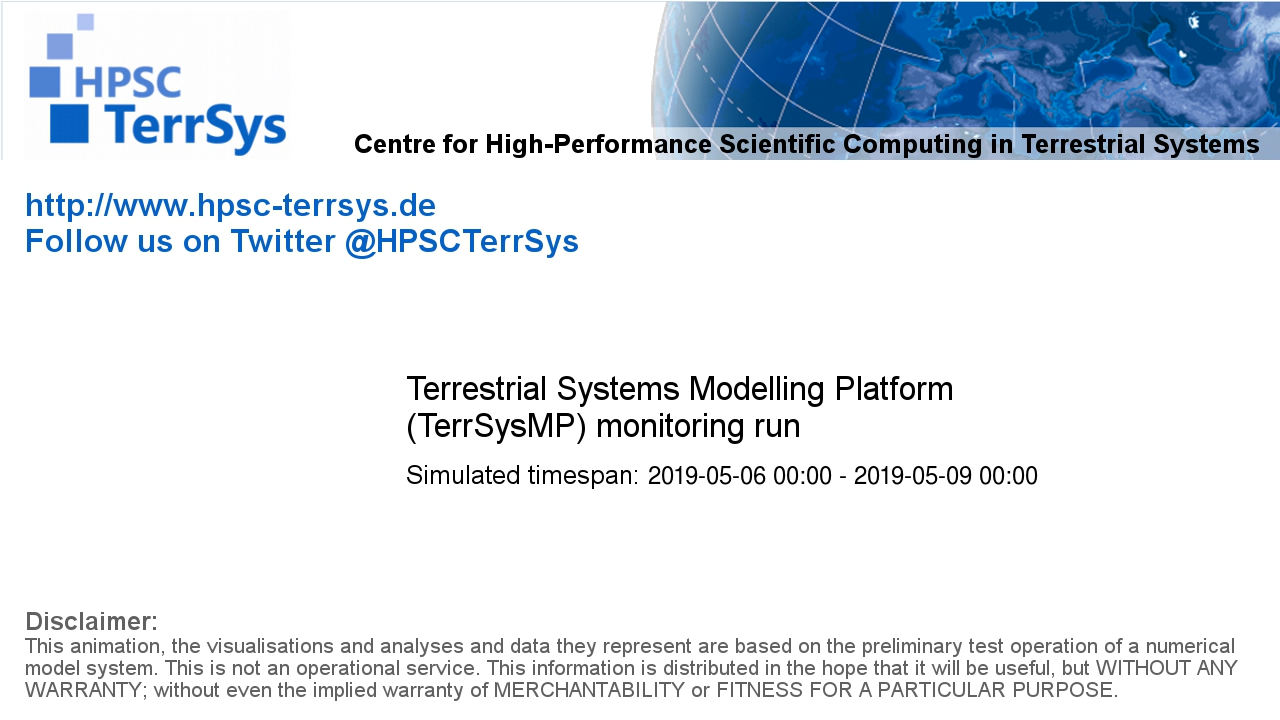 HPSC
TerrSys
Centre for High-Performance Scientific Computing in Terrestrial Systems
http://www.hpsc-terrsys.de
Follow us on Twitter @HPSCTerrSys
Terrestrial Systems Modelling Platform
(TerrSysMP) monitoring run
Simulated timespan: 2019-05-06 00:00 - 2019-05-09 00:00
Disclaimer:
This animation, the visualisations and analyses and data they represent are based on the preliminary test operation of a numerical
model system. This is not an operational service. This information is distributed in the hope that it will be useful, but WITHOUT ANY
WARRANTY; without even the implied warranty of MERCHANTABILITY or FITNESS FOR A PARTICULAR PURPOSE.